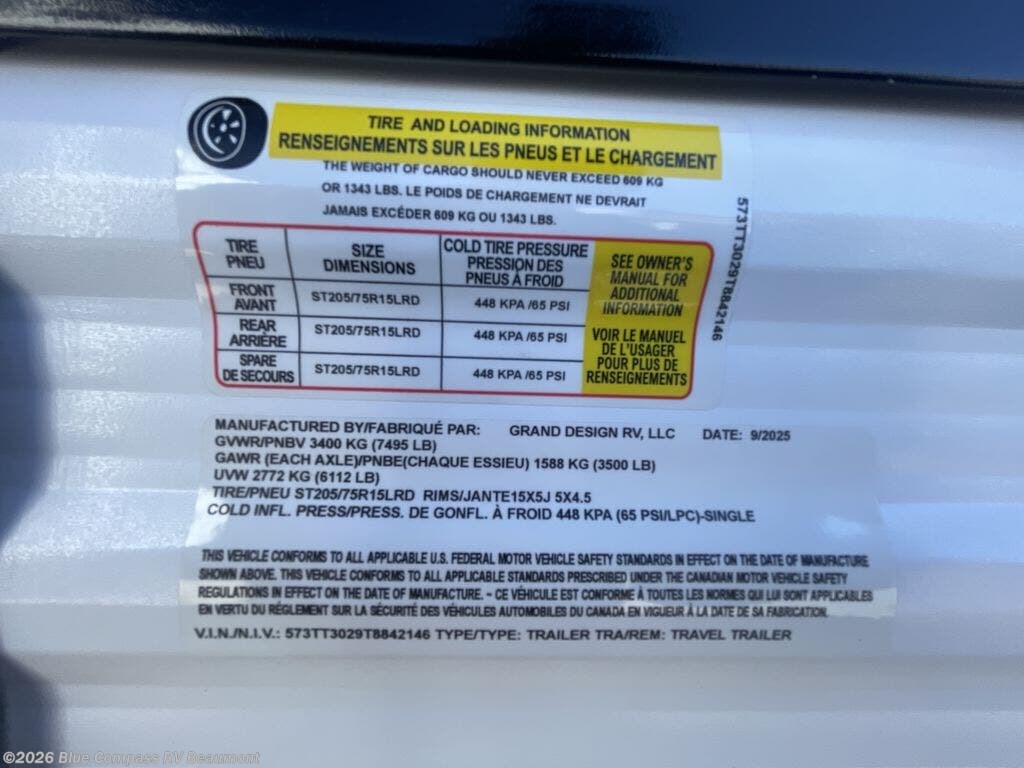 TIRE AND LOADING INFORMATION
RENSEIGNEMENTS SUR LES PNEUS ET LE CHARGEMENT
THE WEIGHT OF CARGO SHOULD NEVER EXCEED 609 KG
OR 1343 LBS. LE POIDS DE CHARGEMENT NE DEVRAIT
JAMAIS EXCÉDER 609 KG OU 1343 LBS.
TIRE
PNEU
SIZE
DIMENSIONS
COLD TIRE PRESSURE
PRESSION DES
PNEUS À FROID
FRONT
AVANT
ST205/75R15LRD
448 KPA /65 PSI
REAR
ARRIÈRE
ST205/75R15LRD
448 KPA /65 PSI
SPARE
DE SECOURS
ST205/75R15LRD
448 KPA /65 PSI
SEE OWNER'S
MANUAL FOR
ADDITIONAL
INFORMATION
VOIR LE MANUEL
DE L'USAGER
POUR PLUS DE
RENSEIGNEMENTS
573TT3029T8842146
MANUFACTURED BY/FABRIQUÉ PAR: GRAND DESIGN RV, LLC DATE: 9/2025
GVWR/PNBV 3400 KG (7495 LB)
GAWR (EACH AXLE)/PNBE(CHAQUE ESSIEU) 1588 KG (3500 LB)
UVW 2772 KG (6112 LB)
TIRE/PNEU ST205/75R15LRD RIMS/JANTE15X5J 5X4.5
COLD INFL. PRESS/PRESS. DE GONFL. À FROID 448 KPA (65 PSI/LPC)-SINGLE
THIS VEHICLE CONFORMS TO ALL APPLICABLE U.S. FEDERAL MOTOR VEHICLE SAFETY STANDARDS IN EFFECT ON THE DATE OF MANUFACTURE
SHOWN ABOVE. THIS VEHICLE CONFORMS TO ALL APPLICABLE STANDARDS PRESCRIBED UNDER THE CANADIAN MOTOR VEHICLE SAFETY
REGULATIONS IN EFFECT ON THE DATE OF MANUFACTURE. - CE VÉHICULE EST CONFORME À TOUTES LES NORMES QUI LUI SONT APPLICABLES
EN VERTU DU RÉGLEMENT SUR LA SÉCURITÉ DES VÉHICULES AUTOMOBILES DU CANADA EN VIGUEUR À LA DATE DE SA FABRICATION.
V.I.N./N.I.V.: 573TT3029T8842146 TYPE/TYPE: TRAILER TRA/REM: TRAVEL TRAILER
©2026 Blue Compass RV Beaumont